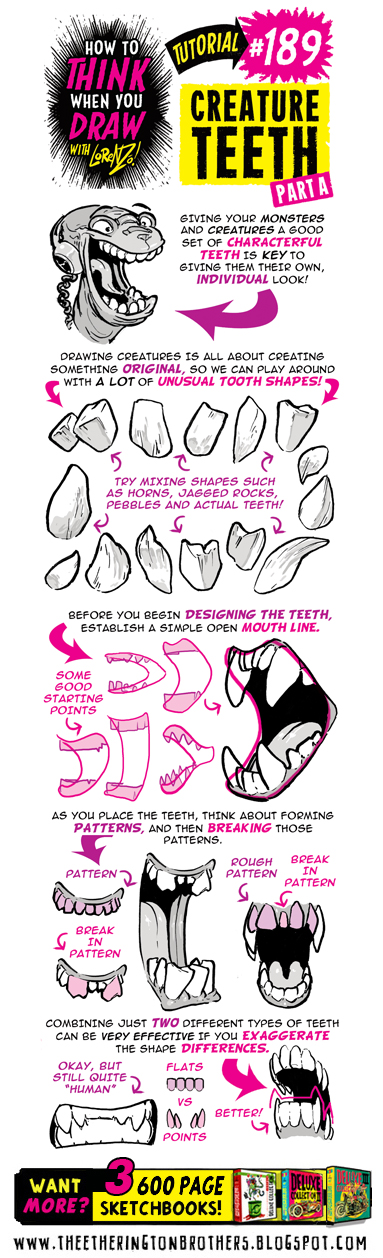 HOW TO
THINK
WHEN YOU
DRAW
WITH LORENZO!
TUTORIAL
#189
CREATURE
TEETH
PART A
GIVING YOUR MONSTERS
AND CREATURES A GOOD
SET OF CHARACTERFUL
TEETH IS KEY TO
GIVING THEM THEIR OWN,
INDIVIDUAL LOOK!
DRAWING CREATURES IS ALL ABOUT CREATING
SOMETHING ORIGINAL, SO WE CAN PLAY AROUND
WITH A LOT OF UNUSUAL TOOTH SHAPES!
TRY MIXING SHAPES SUCH
AS HORNS, JAGGED ROCKS,
PEBBLES AND ACTUAL TEETH!
BEFORE YOU BEGIN DESIGNING THE TEETH,
ESTABLISH A SIMPLE OPEN MOUTH LINE.
SOME
GOOD
STARTING
POINTS
AS YOU PLACE THE TEETH, THINK ABOUT FORMING
PATTERNS, AND THEN BREAKING THOSE
PATTERNS.
PATTERN
BREAK
IN
PATTERN
ROUGH
PATTERN
BREAK
IN
PATTERN
COMBINING JUST TWO DIFFERENT TYPES OF TEETH
CAN BE VERY EFFECTIVE IF YOU EXAGGERATE
THE SHAPE DIFFERENCES.
OKAY, BUT
STILL QUITE
"HUMAN"
FLATS
VS
POINTS
BETTER!
WANT
MORE?
3 600 PAGE
SKETCHBOOKS!
DELUXE
COLLECTION
DELUXE
WWW.THEETHERINGTONBROTHERS.BLOGSPOT.COM